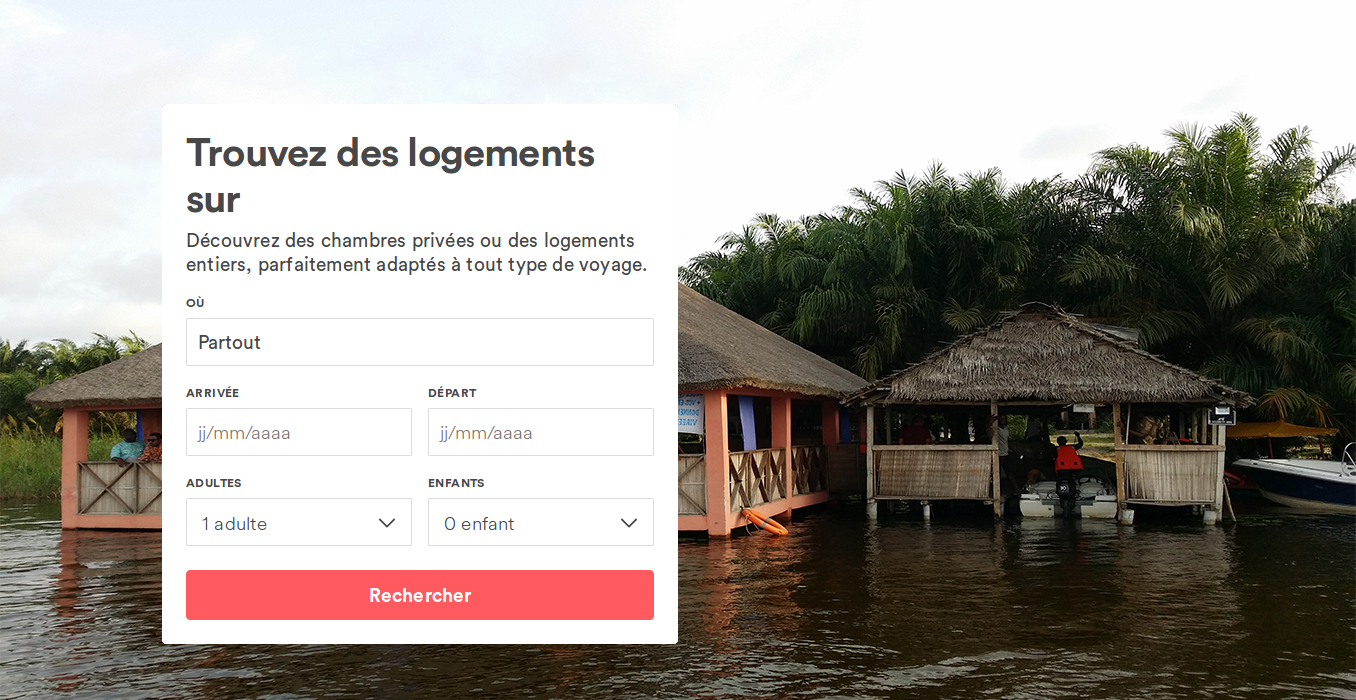 Trouvez des logements
sur
Découvrez des chambres privées ou des logements
entiers, parfaitement adaptés à tout type de voyage.
OÙ
Partout
ARRIVÉE
DÉPART
jj/mm/aaaa
jj/mm/aaaa
ADULTES
ENFANTS
1 adulte
0 enfant
Rechercher